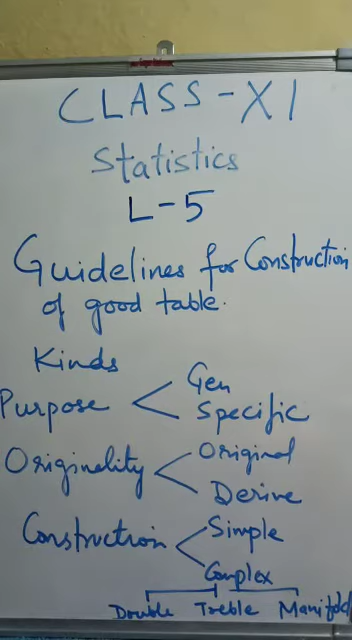 CLASS-XI
Statistics
L-5
Guidelines for Construction
of good table.
Kinds
Purpose < Gen
Specific
Originality < Original
Derive
Construction < Simple
Complex
Double Treble Manifold